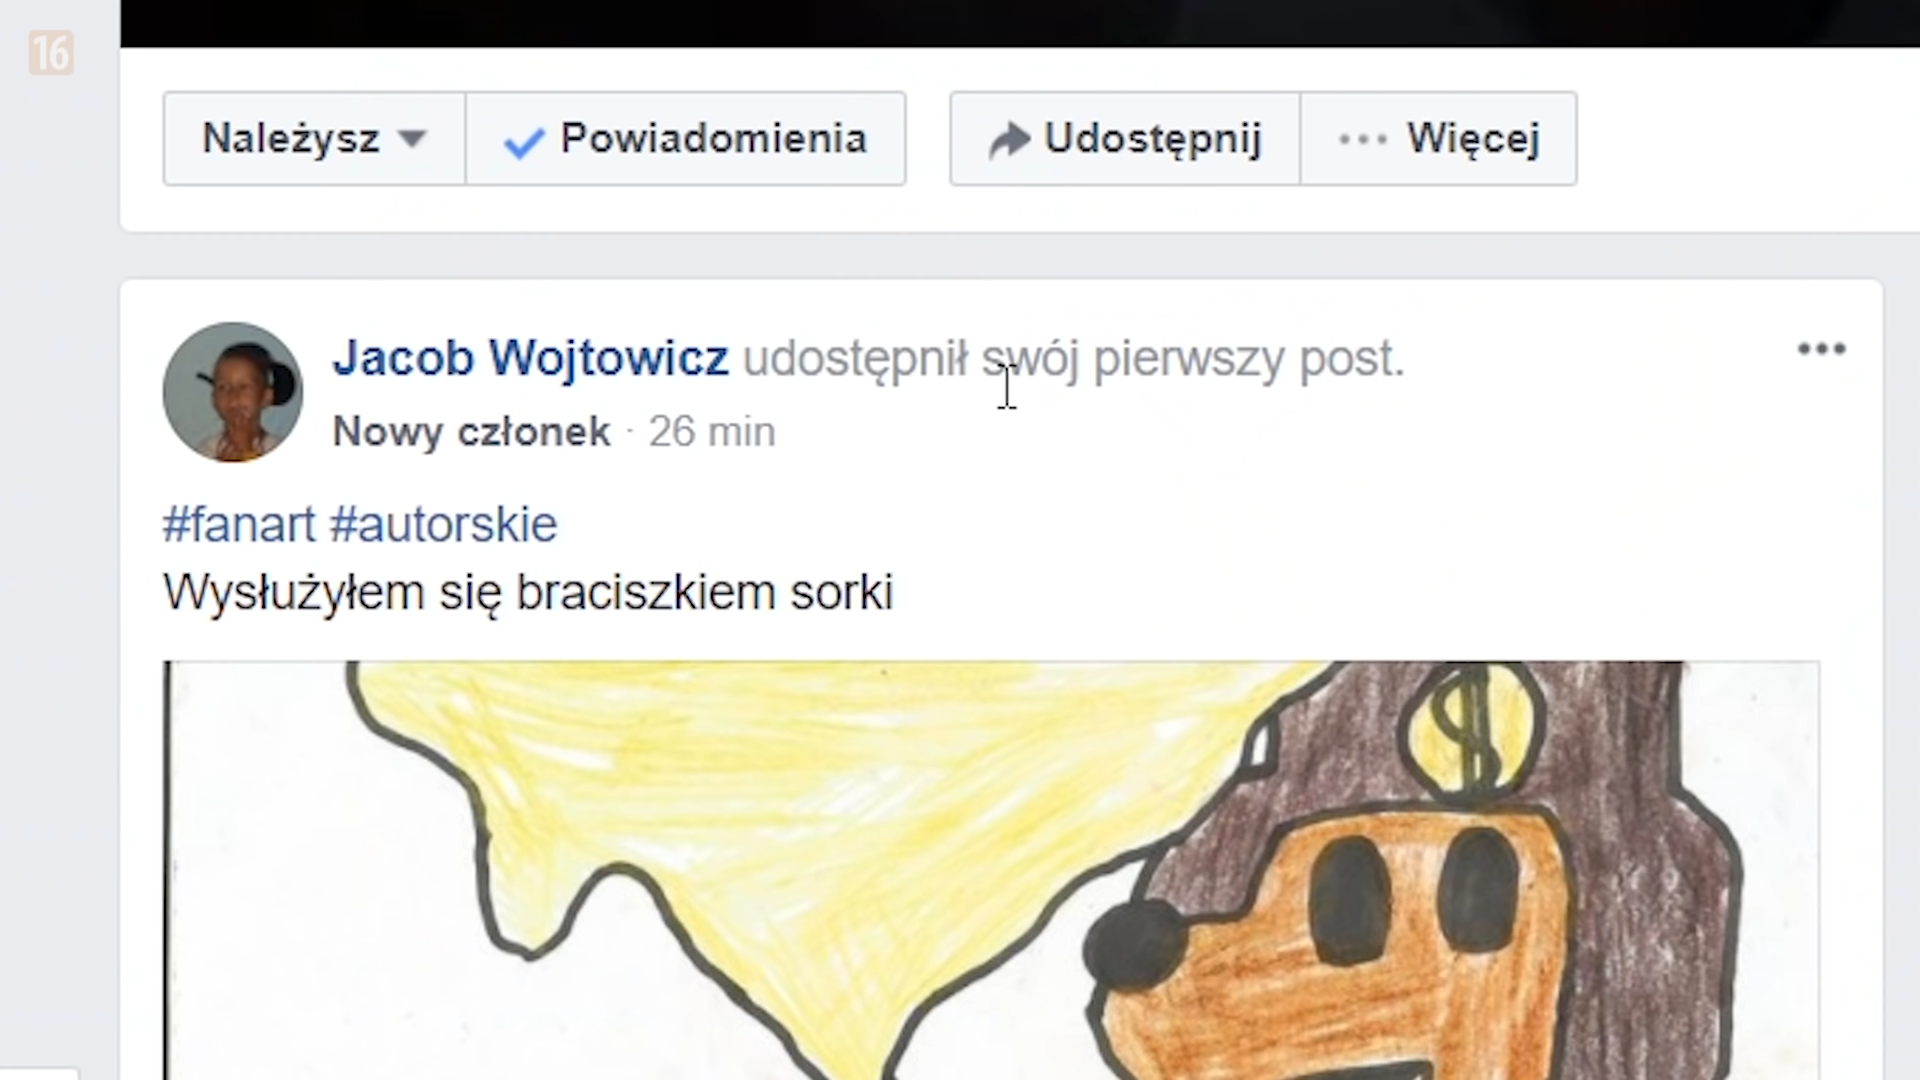 16
Należysz Powiadomienia Udostępnij Więcej
Jacob Wojtowicz udostępnił swój pierwszy post.
Nowy członek · 26 min
#fanart #autorskie
Wysłużyłem się braciszkiem sorki
$